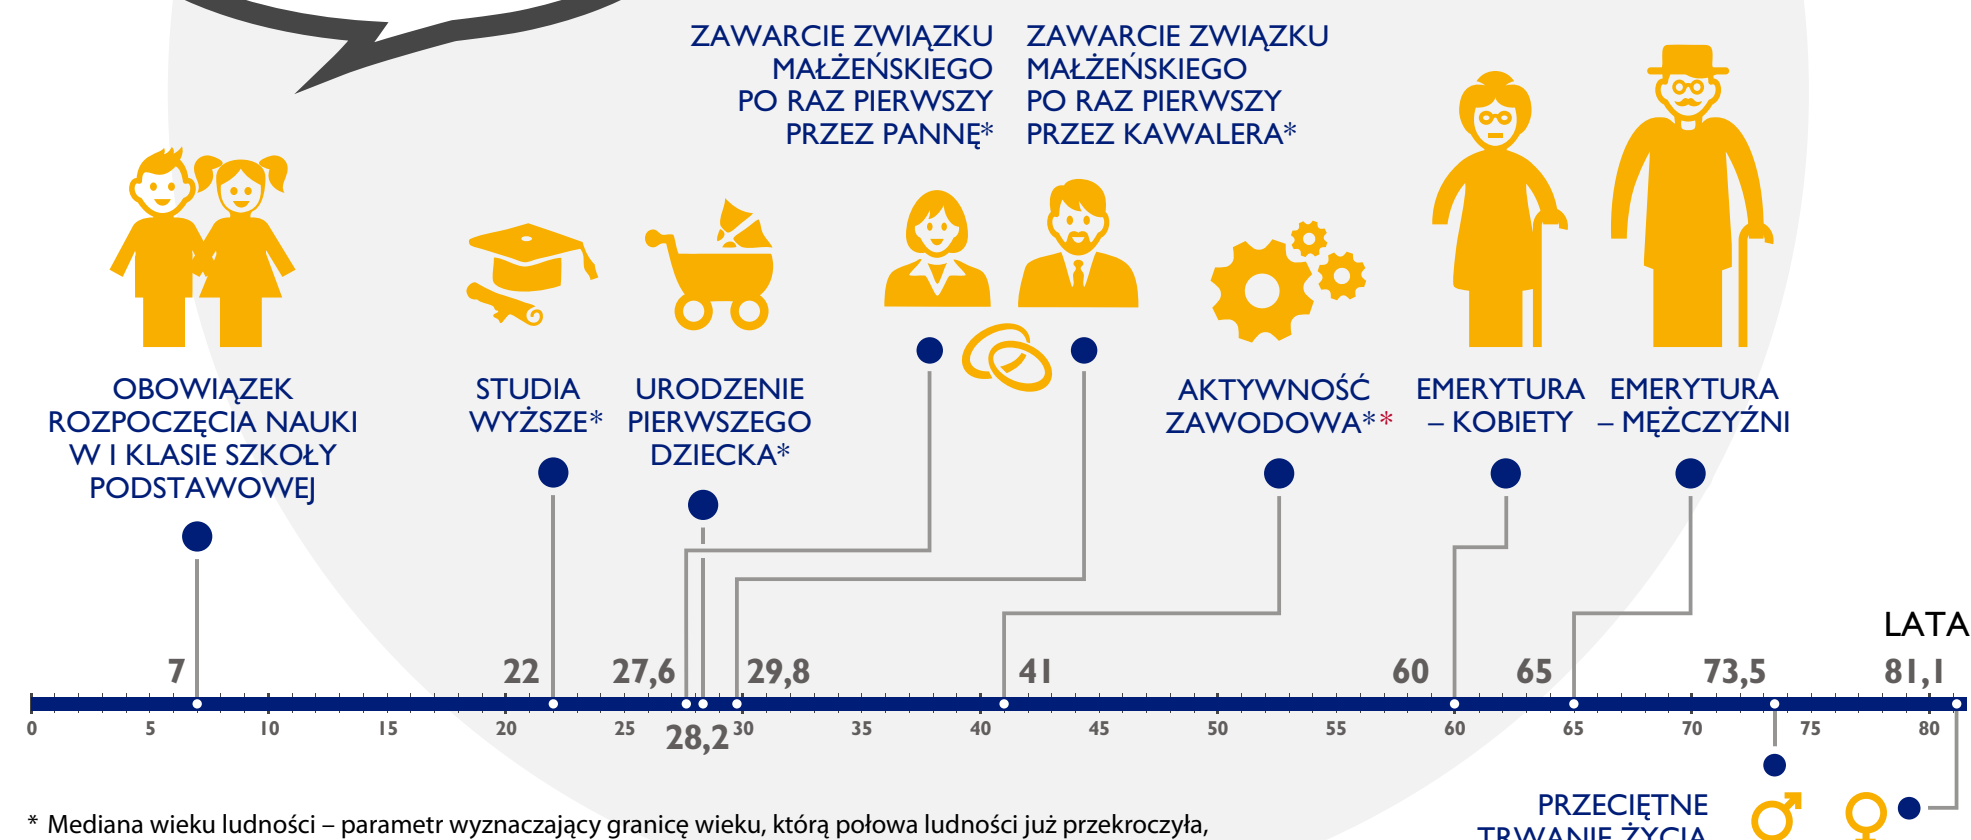 ZAWARCIE ZWIĄZKU
MAŁŻEŃSKIEGO
PO RAZ PIERWSZY
PRZEZ PANNĘ*
ZAWARCIE ZWIĄZKU
MAŁŻEŃSKIEGO
PO RAZ PIERWSZY
PRZEZ KAWALERA*
OBOWIĄZEK
ROZPOCZĘCIA NAUKI
W I KLASIE SZKOŁY
PODSTAWOWEJ
STUDIA
WYŻSZE*
URODZENIE
PIERWSZEGO
DZIECKA*
AKTYWNOŚĆ
ZAWODOWA**
EMERYTURA
– KOBIETY
EMERYTURA
– MĘŻCZYŹNI
LATA
7 22 27,6 29,8 41 60 65 73,5 81,1
0 5 10 15 20 25 30 35 40 45 50 55 60 65 70 75 80
28,2
PRZECIĘTNE
TRWANIE ŻYCIA
* Mediana wieku ludności – parametr wyznaczający granicę wieku, którą połowa ludności już przekroczyła,